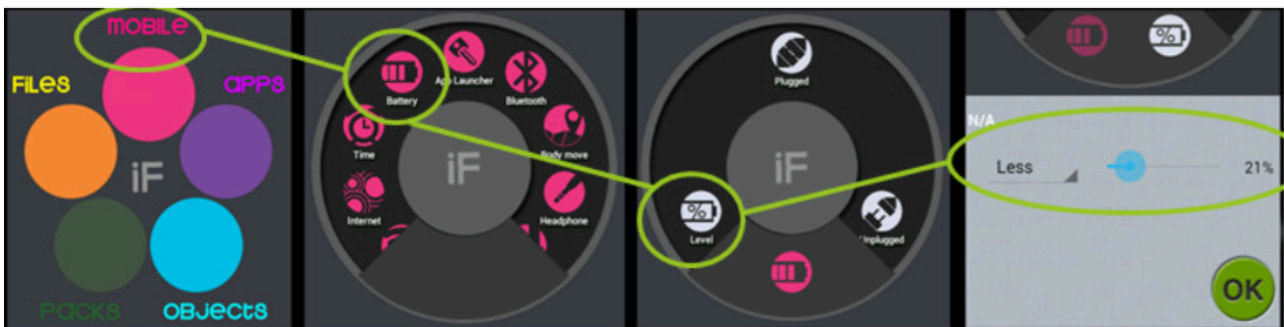 MOBILE
FILES
APPS
iF
PACKS
OBJECTS
App Launcher
Battery
Bluetooth
Time
iF
Body move
Internet
Headphone
Plugged
iF
%
Level
Unplugged
%
N/A
Less
21%
OK